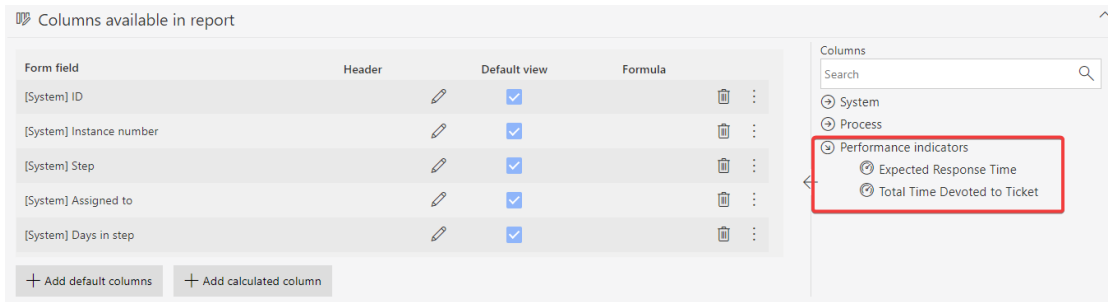 Columns available in report
Form field Header Default view Formula
[System] ID
[System] Instance number
[System] Step
[System] Assigned to
[System] Days in step
Add default columns Add calculated column
Columns
Search
System
Process
Performance indicators
Expected Response Time
Total Time Devoted to Ticket